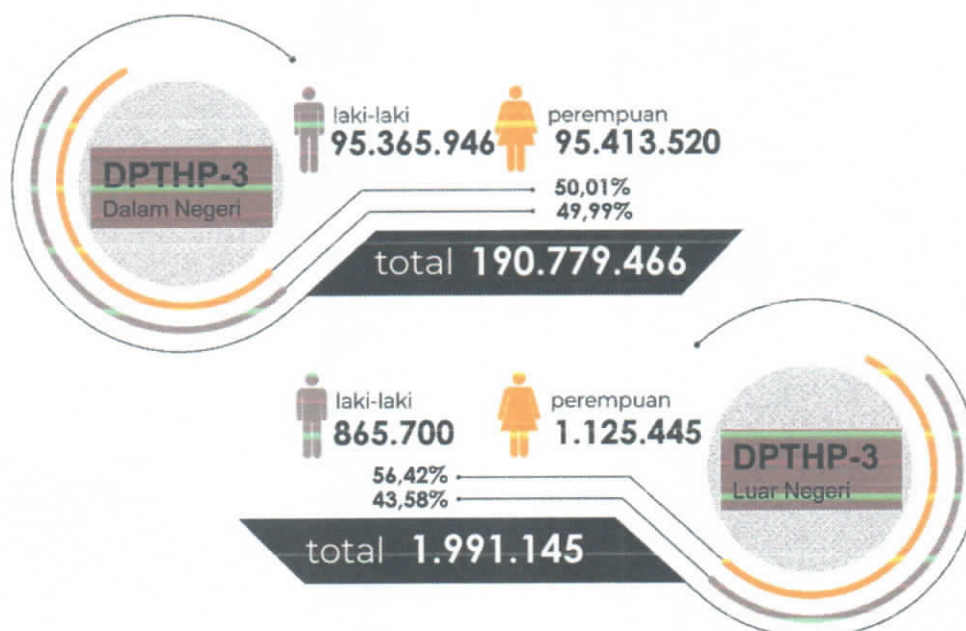 DPTHP-3
Dalam Negeri
laki-laki
95.365.946
perempuan
95.413.520
50,01%
49,99%
total 190.779.466
laki-laki
865.700
perempuan
1.125.445
56,42%
43,58%
total 1.991.145
DPTHP-3
Luar Negeri